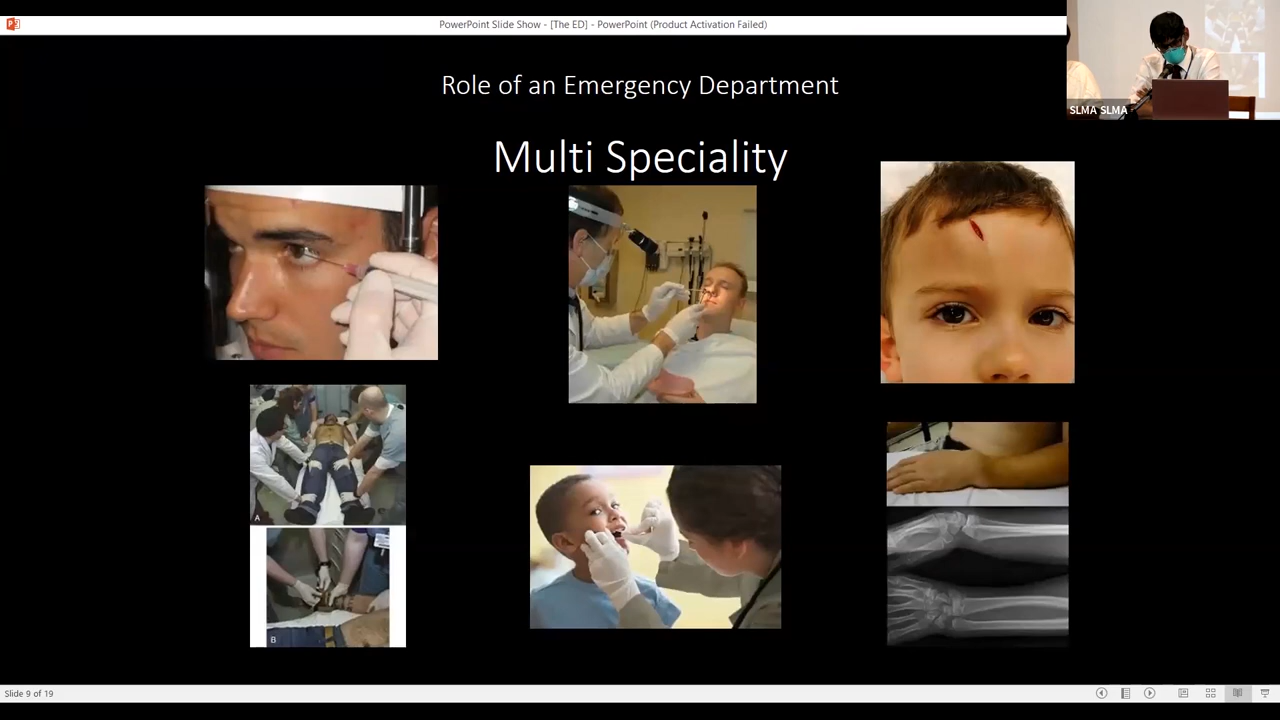 PowerPoint Slide Show - [The ED] - PowerPoint (Product Activation Failed)
SLMA SLMA
Role of an Emergency Department
Multi Speciality
A
B
Slide 9 of 19